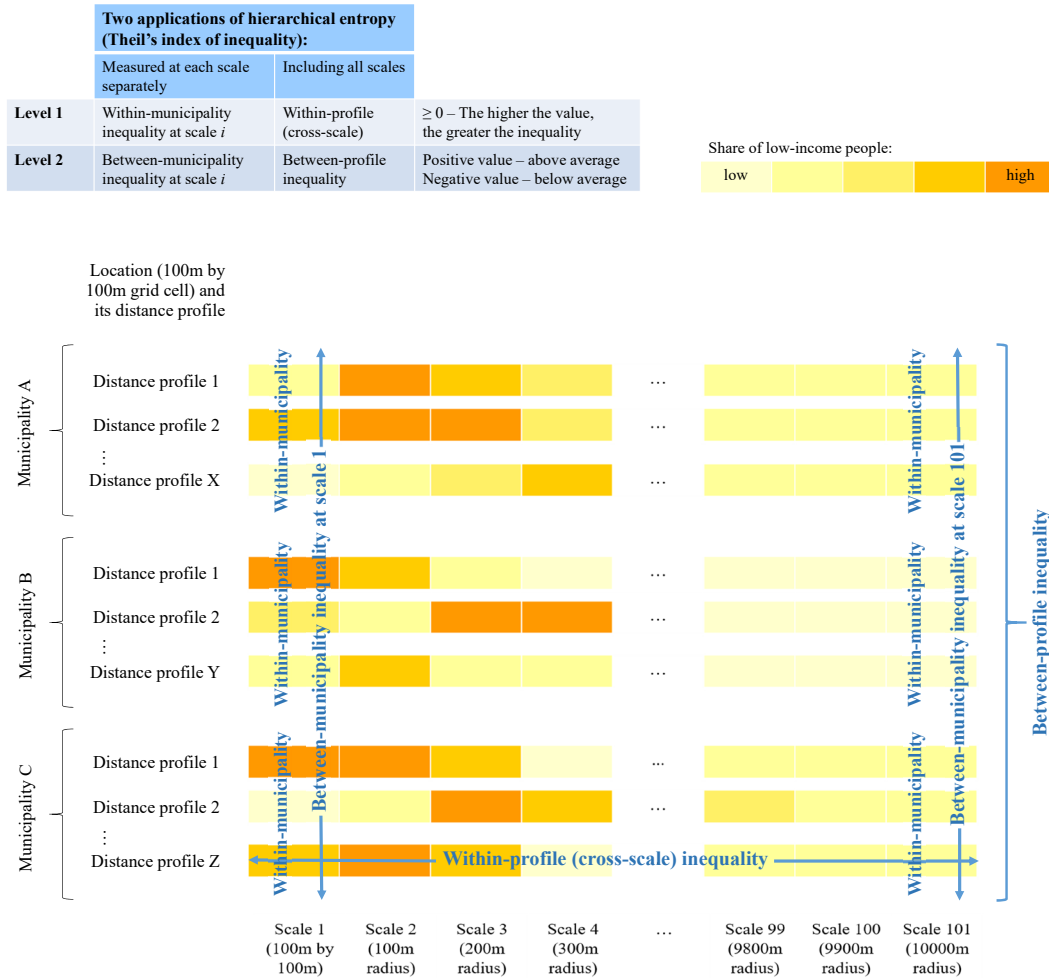 Two applications of hierarchical entropy
(Theil's index of inequality):
Measured at each scale
separately
Including all scales
Level 1
Within-municipality
inequality at scale i
Within-profile
(cross-scale)
≥ 0 – The higher the value,
the greater the inequality
Level 2
Between-municipality
inequality at scale i
Between-profile
inequality
Positive value – above average
Negative value – below average
Share of low-income people:
low
high
Location (100m by
100m grid cell) and
its distance profile
Municipality A
Distance profile 1
…
Distance profile 2
…
⋮
Distance profile X
…
Within-municipality
Within-municipality
Municipality B
Distance profile 1
…
Distance profile 2
…
⋮
Distance profile Y
…
Within-municipality
Within-municipality
Municipality C
Distance profile 1
...
Distance profile 2
…
⋮
Distance profile Z
Within-municipality
Within-municipality
Between-municipality inequality at scale 1
Between-municipality inequality at scale 101
Between-profile inequality
Within-profile (cross-scale) inequality
Scale 1
(100m by
100m)
Scale 2
(100m
radius)
Scale 3
(200m
radius)
Scale 4
(300m
radius)
…
Scale 99
(9800m
radius)
Scale 100
(9900m
radius)
Scale 101
(10000m
radius)